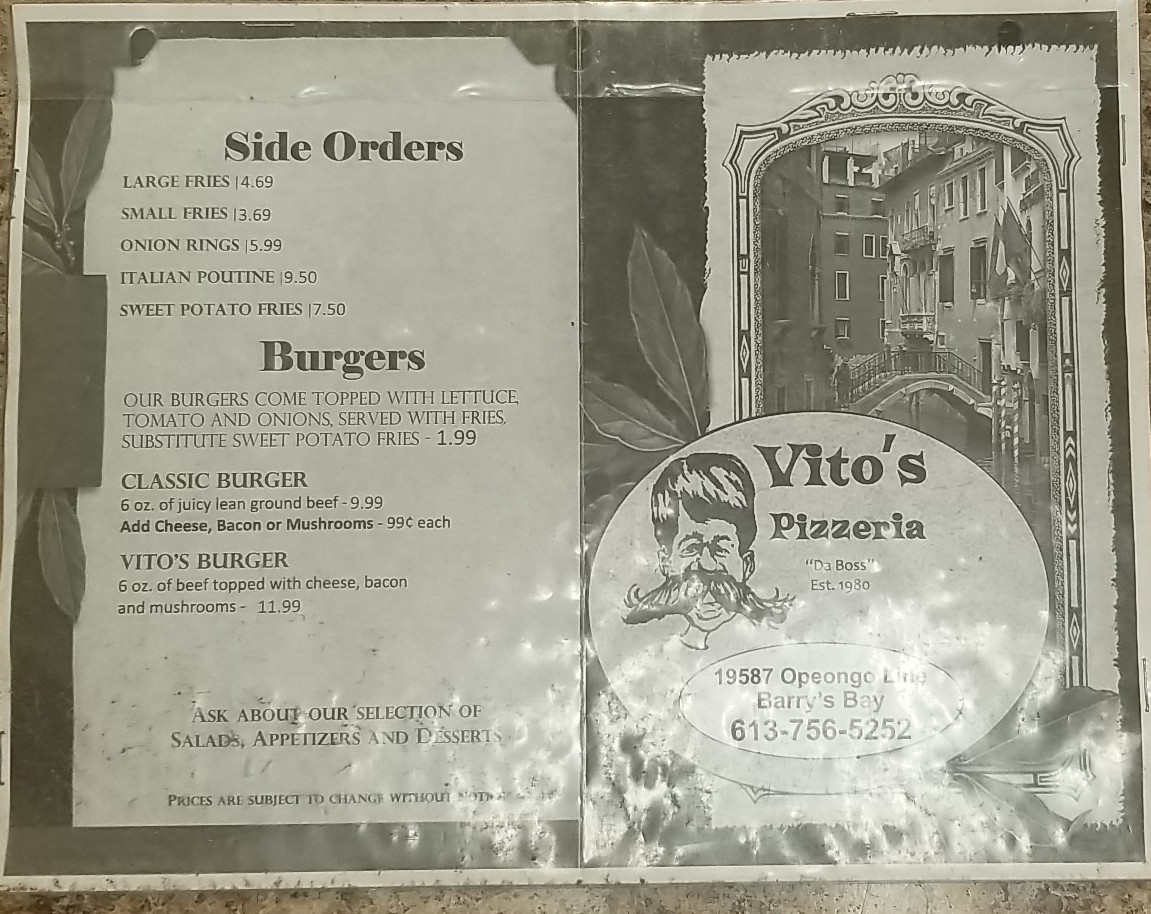 Side Orders
LARGE FRIES |4.69
SMALL FRIES |3.69
ONION RINGS |5.99
ITALIAN POUTINE |9.50
SWEET POTATO FRIES |7.50
Burgers
OUR BURGERS COME TOPPED WITH LETTUCE,
TOMATO AND ONIONS, SERVED WITH FRIES.
SUBSTITUTE SWEET POTATO FRIES - 1.99
CLASSIC BURGER
6 oz. of juicy lean ground beef - 9.99
Add Cheese, Bacon or Mushrooms - 99¢ each
VITO'S BURGER
6 oz. of beef topped with cheese, bacon
and mushrooms - 11.99
ASK ABOUT OUR SELECTION OF
SALADS, APPETIZERS AND DESSERTS
PRICES ARE SUBJECT TO CHANGE WITHOUT NOTICE
Vito's
Pizzeria
"Da Boss"
Est. 1980
19587 Opeongo Line
Barry's Bay
613-756-5252